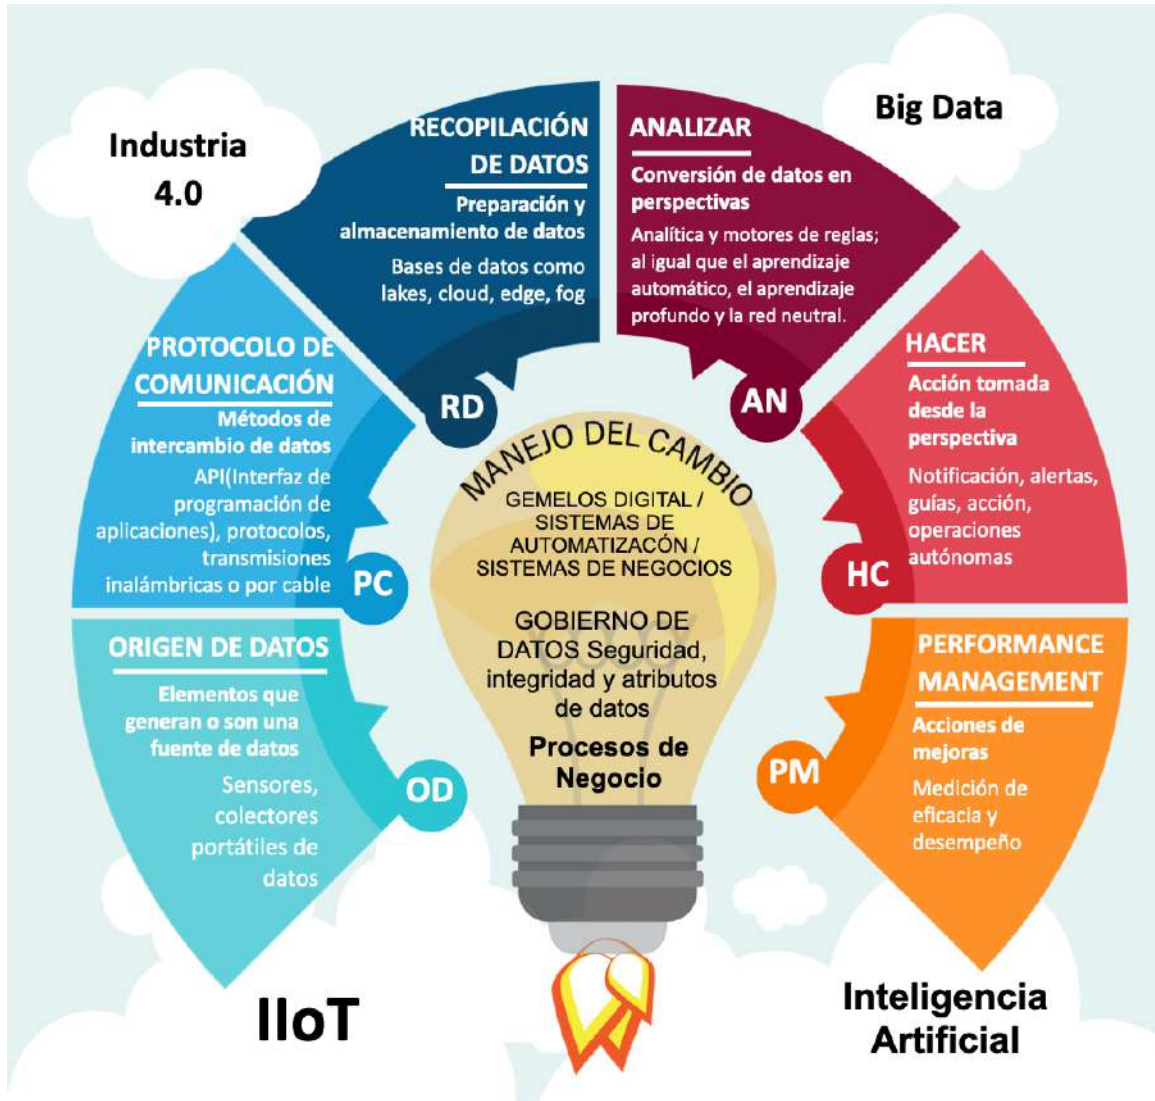 Industria
4.0
Big Data
RECOPILACIÓN
DE DATOS
Preparación y
almacenamiento de datos
Bases de datos como
lakes, cloud, edge, fog
RD
ANALIZAR
Conversión de datos en
perspectivas
Analítica y motores de reglas;
al igual que el aprendizaje
automático, el aprendizaje
profundo y la red neutral.
AN
PROTOCOLO DE
COMUNICACIÓN
Métodos de
intercambio de datos
API(Interfaz de
programación de
aplicaciones), protocolos,
transmisiones
inalámbricas o por cable
PC
HACER
Acción tomada
desde la
perspectiva
Notificación, alertas,
guías, acción,
operaciones
autónomas
HC
MANEJO DEL CAMBIO
GEMELOS DIGITAL /
SISTEMAS DE
AUTOMATIZACÓN /
SISTEMAS DE NEGOCIOS
GOBIERNO DE
DATOS Seguridad,
integridad y atributos
de datos
Procesos de
Negocio
ORIGEN DE DATOS
Elementos que
generan o son una
fuente de datos
Sensores,
colectores
portátiles de
datos
OD
PERFORMANCE
MANAGEMENT
Acciones de
mejoras
Medición de
eficacia y
desempeño
PM
IIoT
Inteligencia
Artificial